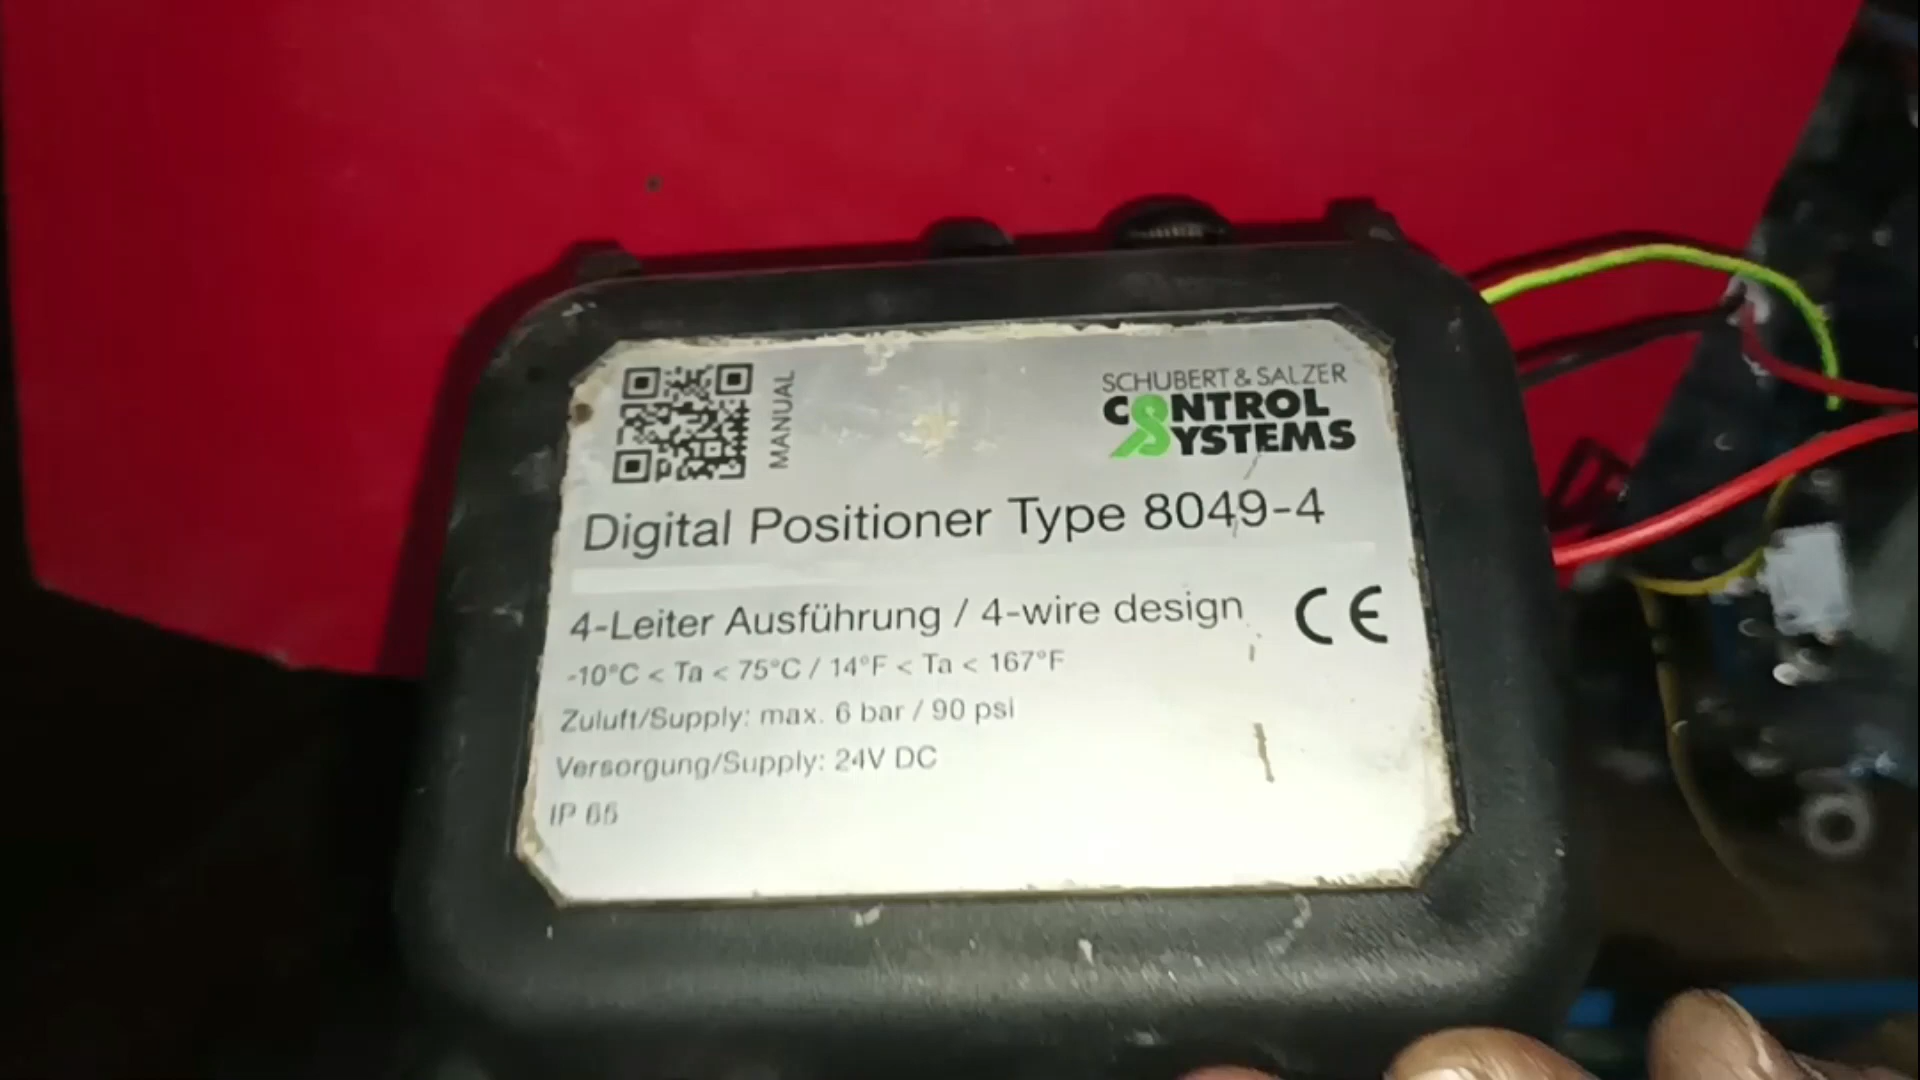 MANUAL
SCHUBERT & SALZER
CONTROL
SYSTEMS
Digital Positioner Type 8049-4
4-Leiter Ausführung / 4-wire design
CE
-10°C < Ta < 75°C / 14°F < Ta < 167°F
Zuluft/Supply: max. 6 bar / 90 psi
Versorgung/Supply: 24V DC
IP 65